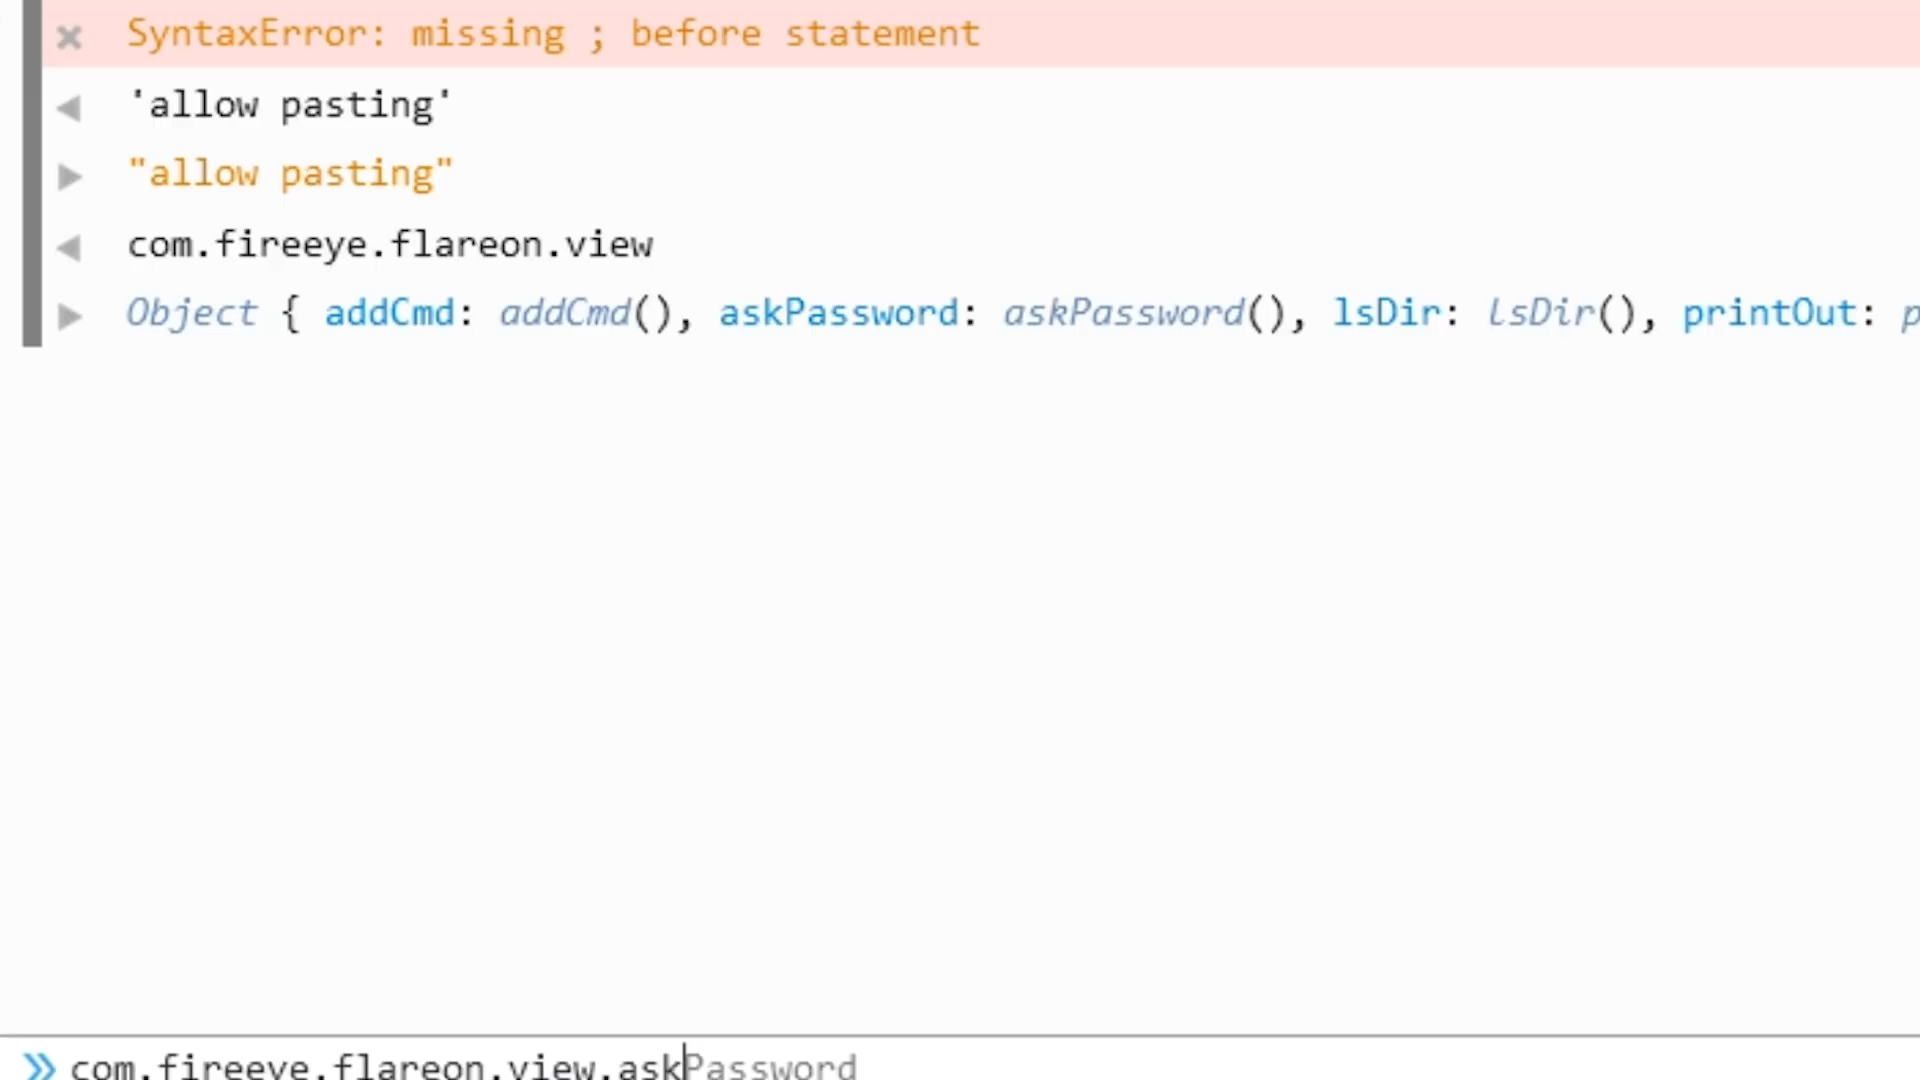 SyntaxError: missing ; before statement
'allow pasting'
"allow pasting"
com.fireeye.flareon.view
Object { addCmd: addCmd(), askPassword: askPassword(), lsDir: lsDir(), printOut: p
com.fireeye.flareon.view.askPassword